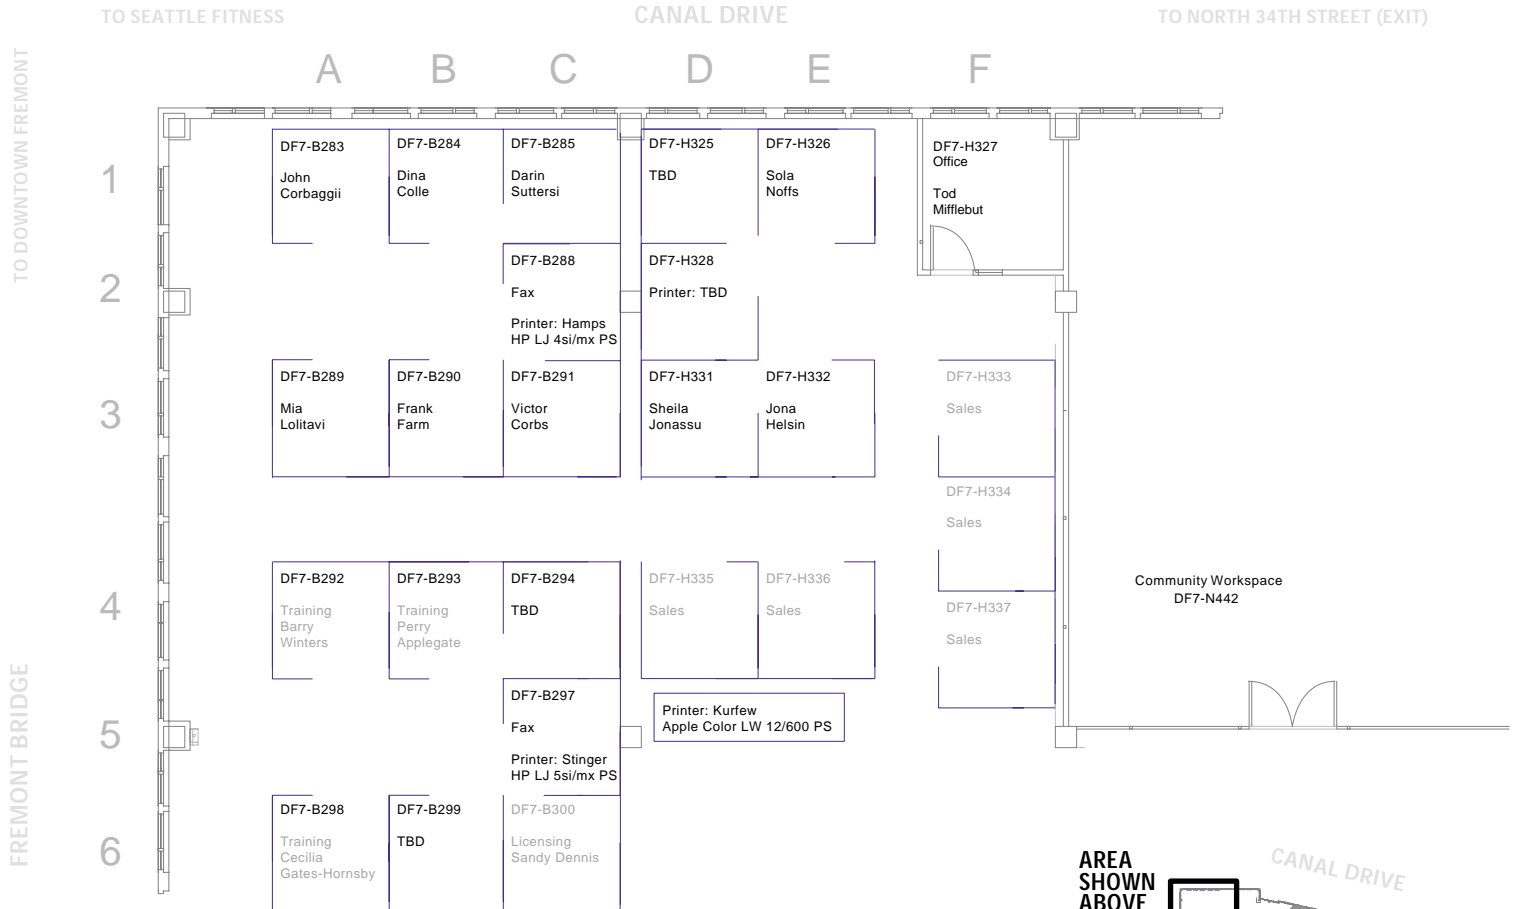 TO SEATTLE FITNESS
CANAL DRIVE
TO NORTH 34TH STREET (EXIT)
TO DOWNTOWN FREMONT
FREMONT BRIDGE
A
B
C
D
E
F
1
DF7-B283
John
Corbaggii
DF7-B284
Dina
Colle
DF7-B285
Darin
Suttersi
DF7-H325
TBD
DF7-H326
Sola
Noffs
DF7-H327
Office
Tod
Mifflebut
2
DF7-B288
Fax
Printer: Hamps
HP LJ 4si/mx PS
DF7-H328
Printer: TBD
3
DF7-B289
Mia
Lolitavi
DF7-B290
Frank
Farm
DF7-B291
Victor
Corbs
DF7-H331
Sheila
Jonassu
DF7-H332
Jona
Helsin
DF7-H333
Sales
DF7-H334
Sales
4
DF7-B292
Training
Barry
Winters
DF7-B293
Training
Perry
Applegate
DF7-B294
TBD
DF7-H335
Sales
DF7-H336
Sales
DF7-H337
Sales
Community Workspace
DF7-N442
5
DF7-B297
Fax
Printer: Stinger
HP LJ 5si/mx PS
Printer: Kurfew
Apple Color LW 12/600 PS
6
DF7-B298
Training
Cecilia
Gates-Hornsby
DF7-B299
TBD
DF7-B300
Licensing
Sandy Dennis
AREA
SHOWN
ABOVE
CANAL DRIVE